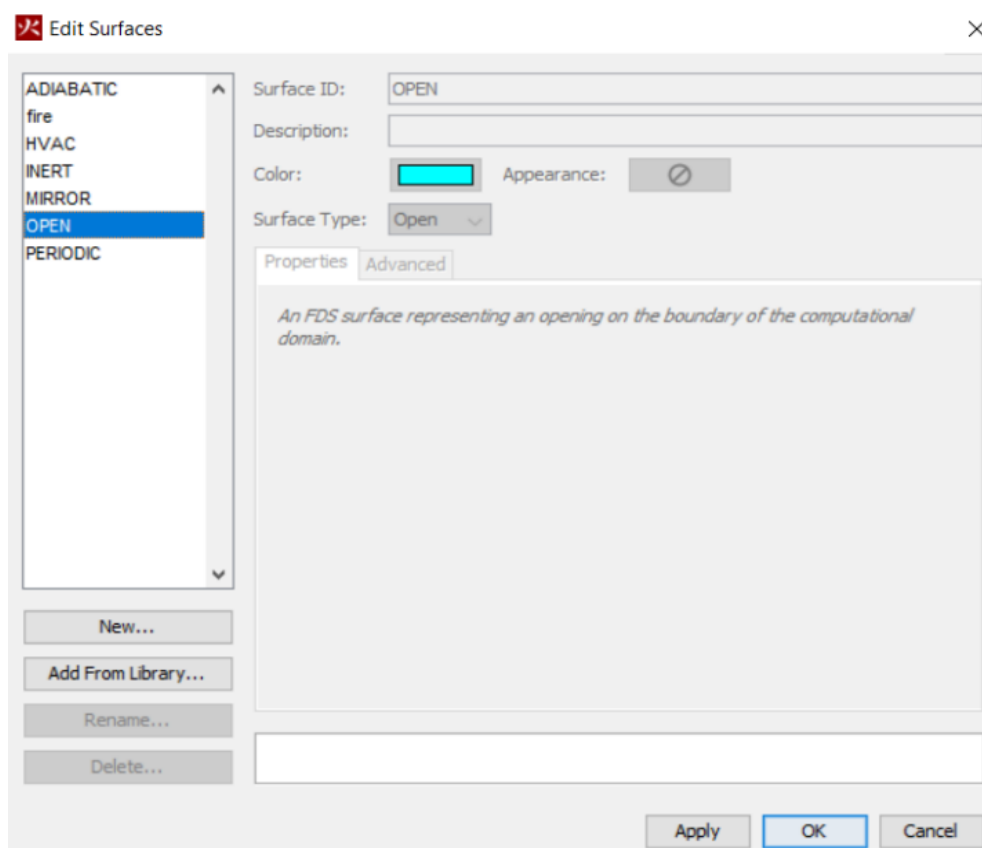 火 Edit Surfaces
ADIABATIC
fire
HVAC
INERT
MIRROR
OPEN
PERIODIC
New...
Add From Library...
Rename...
Delete...
Surface ID: OPEN
Description:
Color: Appearance:
Surface Type: Open
Properties Advanced
An FDS surface representing an opening on the boundary of the computational
domain.
Apply OK Cancel